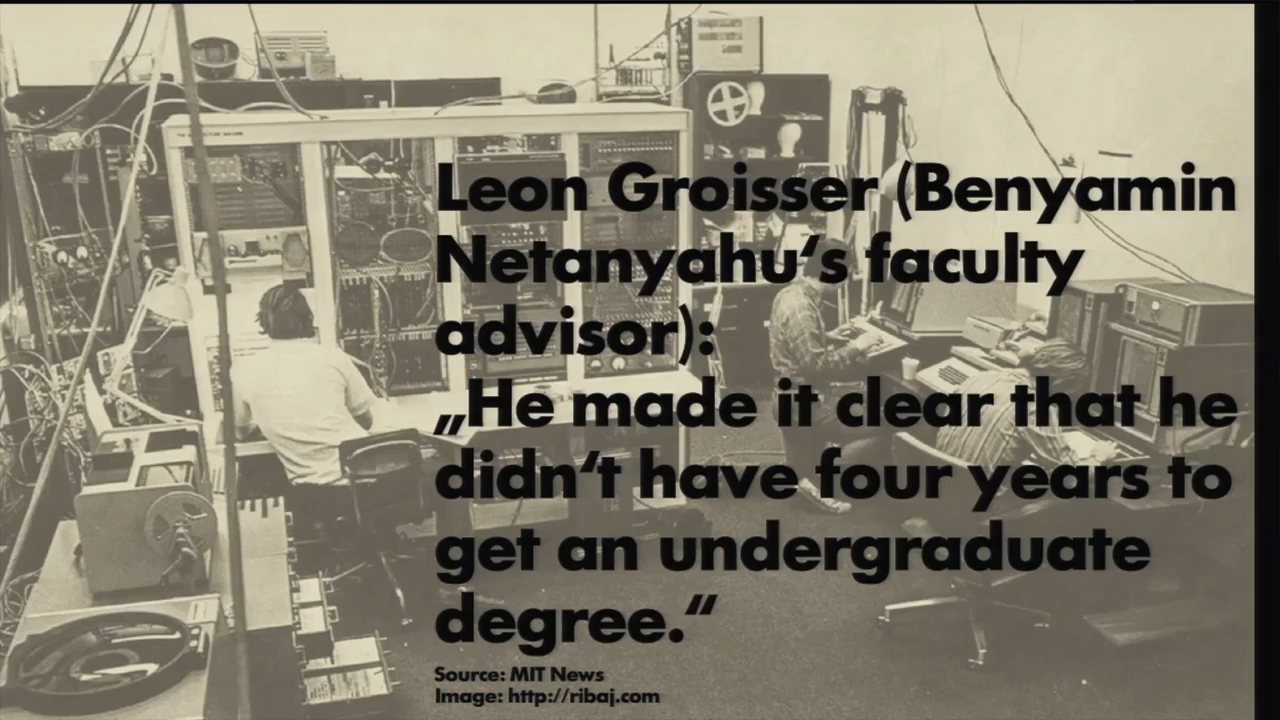 Leon Groisser (Benyamin
Netanyahu‘s faculty
advisor):
„He made it clear that he
didn‘t have four years to
get an undergraduate
degree.“
Source: MIT News
Image: http://ribaj.com